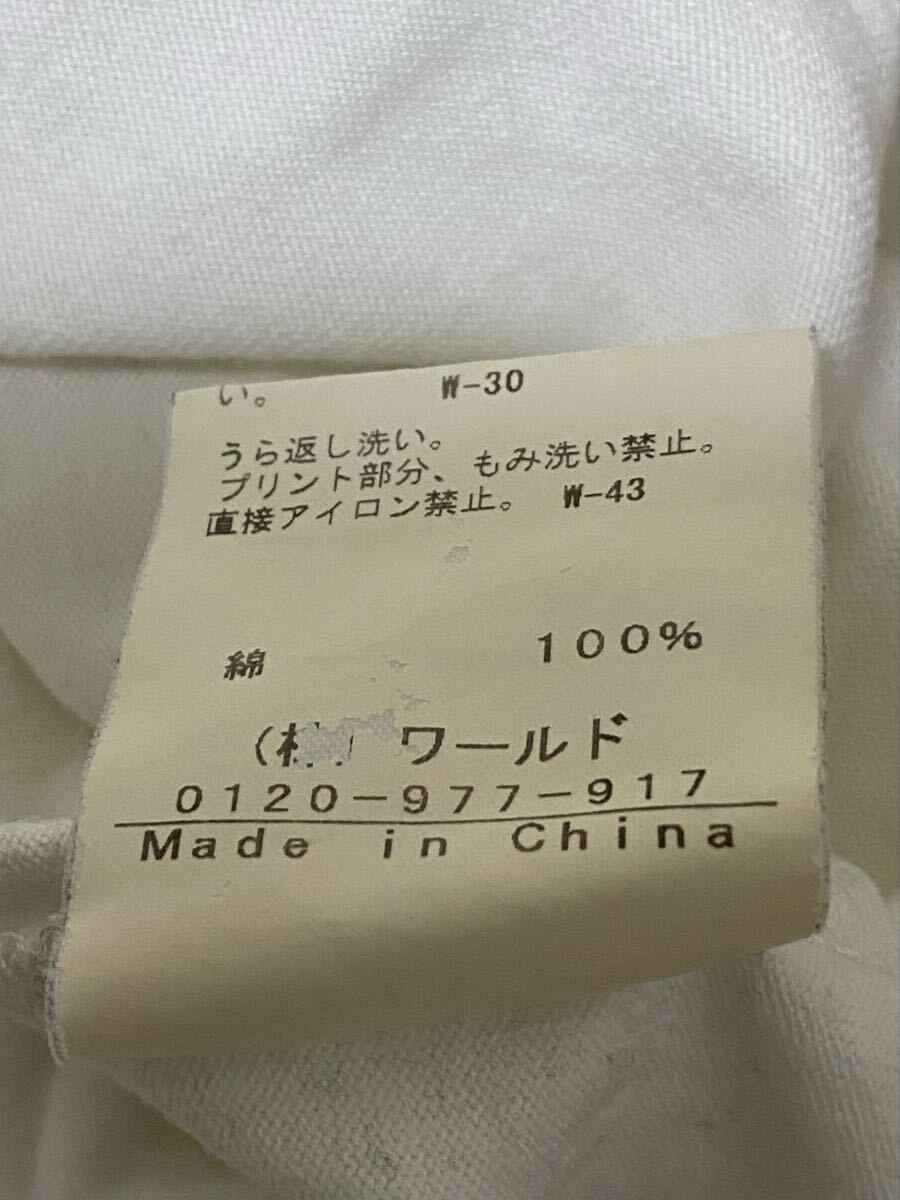 い。 W-30
うら返し洗い。
プリント部分、もみ洗い禁止。
直接アイロン禁止。 W-43
綿 100%
ワールド
0120-977-917
Made in China